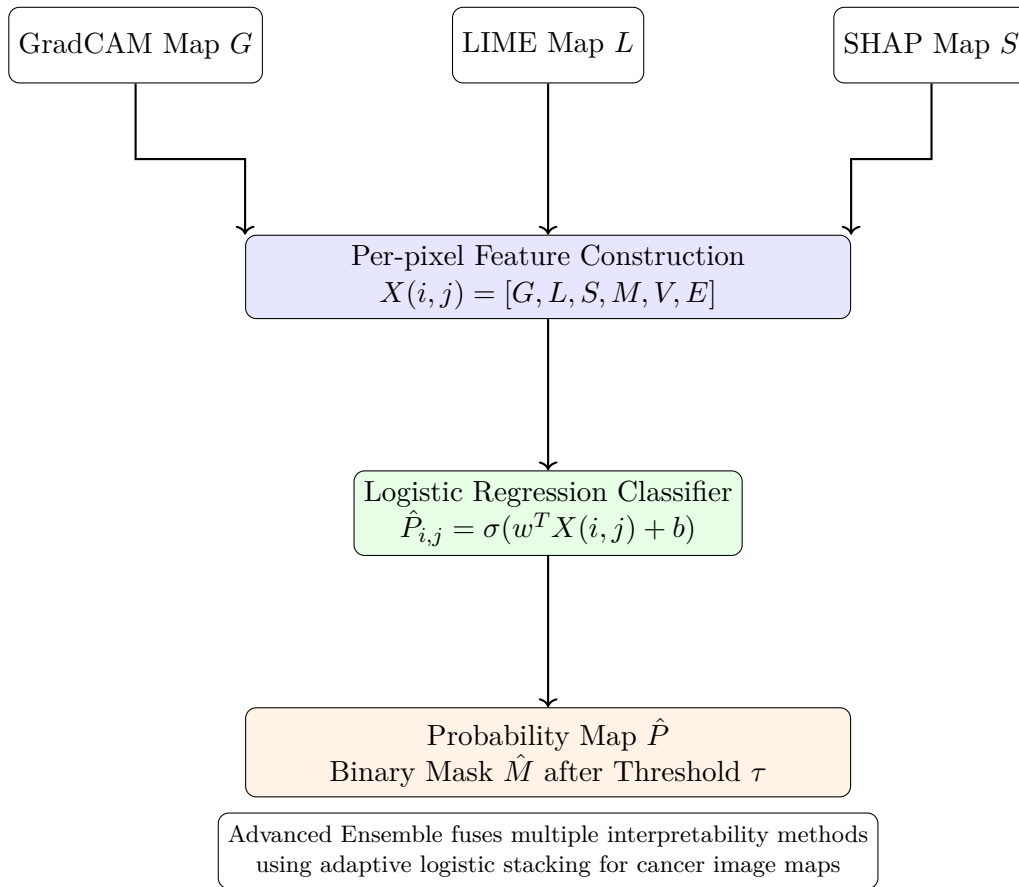 GradCAM Map G
LIME Map L
SHAP Map S
Per-pixel Feature Construction
X(i, j) = [G, L, S, M, V, E]
Logistic Regression Classifier
P̂_{i,j} = σ(w^T X(i, j) + b)
Probability Map P̂
Binary Mask M̂ after Threshold τ
Advanced Ensemble fuses multiple interpretability methods
using adaptive logistic stacking for cancer image maps